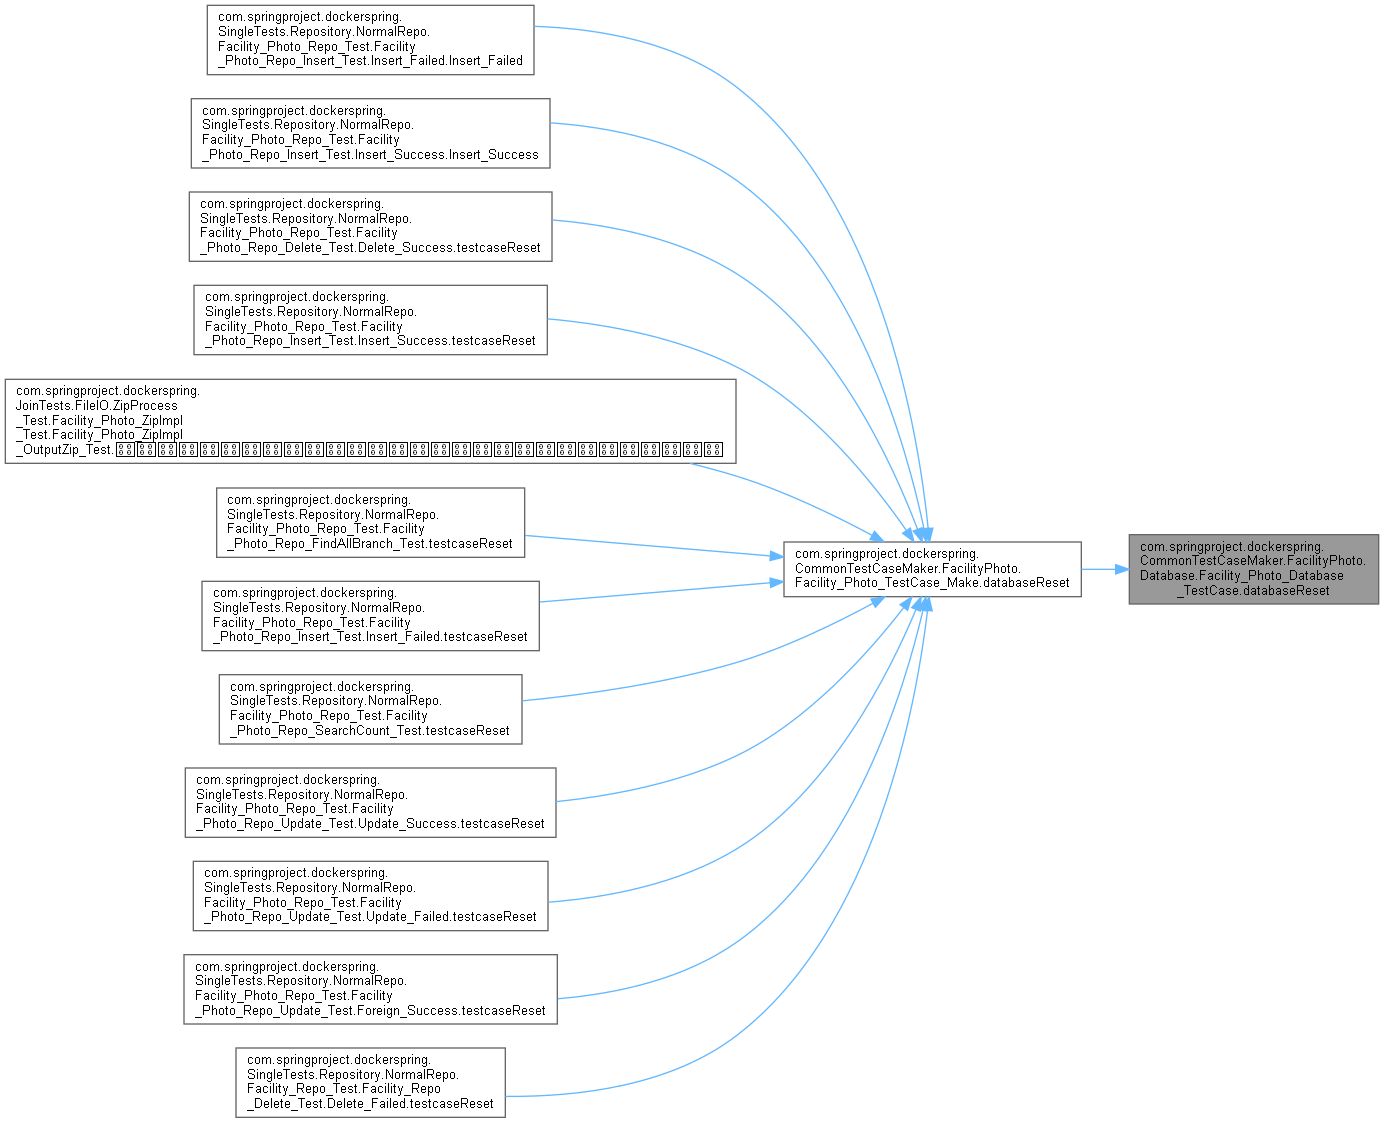 com.springproject.dockerspring.
SingleTests.Repository.NormalRepo.
Facility_Photo_Repo_Test.Facility
_Photo_Repo_Insert_Test.Insert_Failed.Insert_Failed
com.springproject.dockerspring.
SingleTests.Repository.NormalRepo.
Facility_Photo_Repo_Test.Facility
_Photo_Repo_Insert_Test.Insert_Success.Insert_Success
com.springproject.dockerspring.
SingleTests.Repository.NormalRepo.
Facility_Photo_Repo_Test.Facility
_Photo_Repo_Delete_Test.Delete_Success.testcaseReset
com.springproject.dockerspring.
SingleTests.Repository.NormalRepo.
Facility_Photo_Repo_Test.Facility
_Photo_Repo_Insert_Test.Insert_Success.testcaseReset
com.springproject.dockerspring.
JoinTests.FileIO.ZipProcess
_Test.Facility_Photo_ZipImpl
_Test.Facility_Photo_ZipImpl
_OutputZip_Test.
com.springproject.dockerspring.
SingleTests.Repository.NormalRepo.
Facility_Photo_Repo_Test.Facility
_Photo_Repo_FindAllBranch_Test.testcaseReset
com.springproject.dockerspring.
SingleTests.Repository.NormalRepo.
Facility_Photo_Repo_Test.Facility
_Photo_Repo_Insert_Test.Insert_Failed.testcaseReset
com.springproject.dockerspring.
SingleTests.Repository.NormalRepo.
Facility_Photo_Repo_Test.Facility
_Photo_Repo_SearchCount_Test.testcaseReset
com.springproject.dockerspring.
SingleTests.Repository.NormalRepo.
Facility_Photo_Repo_Test.Facility
_Photo_Repo_Update_Test.Update_Success.testcaseReset
com.springproject.dockerspring.
SingleTests.Repository.NormalRepo.
Facility_Photo_Repo_Test.Facility
_Photo_Repo_Update_Test.Update_Failed.testcaseReset
com.springproject.dockerspring.
SingleTests.Repository.NormalRepo.
Facility_Photo_Repo_Test.Facility
_Photo_Repo_Update_Test.Foreign_Success.testcaseReset
com.springproject.dockerspring.
SingleTests.Repository.NormalRepo.
Facility_Repo_Test.Facility_Repo
_Delete_Test.Delete_Failed.testcaseReset
com.springproject.dockerspring.
CommonTestCaseMaker.FacilityPhoto.
Facility_Photo_TestCase_Make.databaseReset
com.springproject.dockerspring.
CommonTestCaseMaker.FacilityPhoto.
Database.Facility_Photo_Database
_TestCase.databaseReset